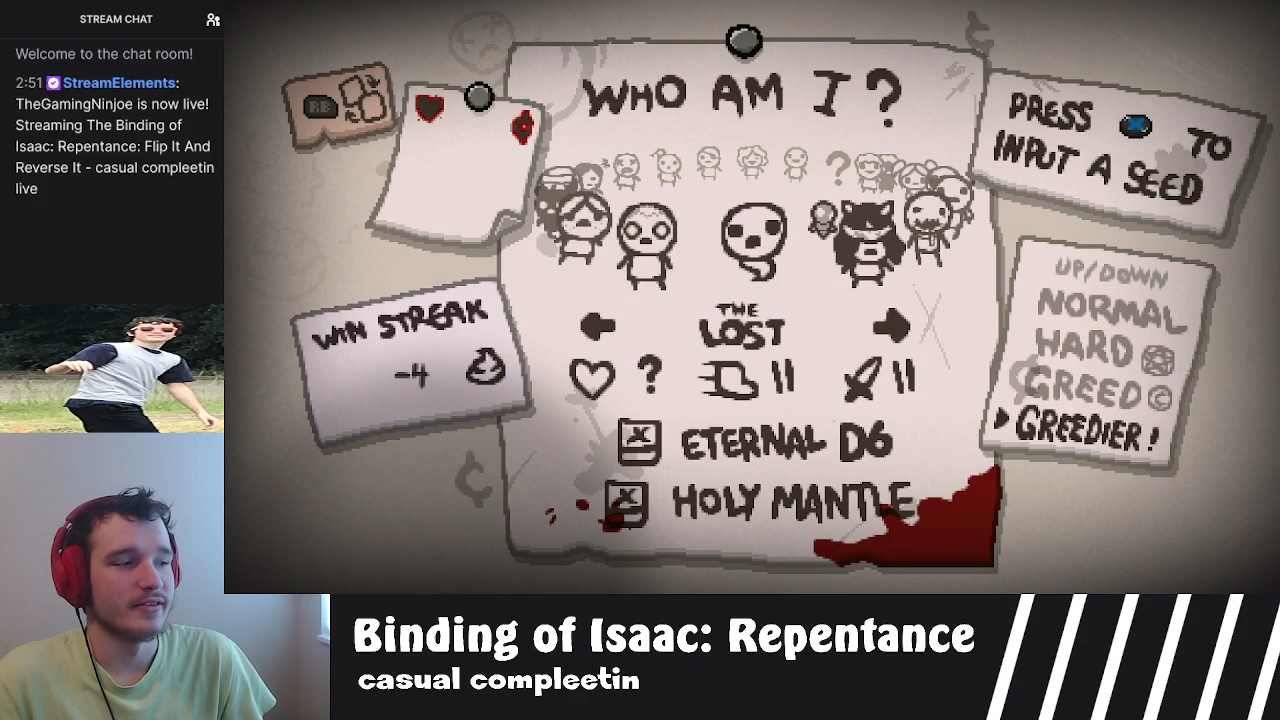 STREAM CHAT
Welcome to the chat room!
2:51 StreamElements:
TheGamingNinjoe is now live!
Streaming The Binding of
Isaac: Repentance: Flip It And
Reverse It - casual compleetin
live
RB
WHO AM I?
PRESS X TO
INPUT A SEED
WIN STREAK
-4
THE
LOST
?
ETERNAL D6
HOLY MANTLE
UP/DOWN
NORMAL
HARD
GREED
GREEDIER!
Binding of Isaac: Repentance
casual compleetin